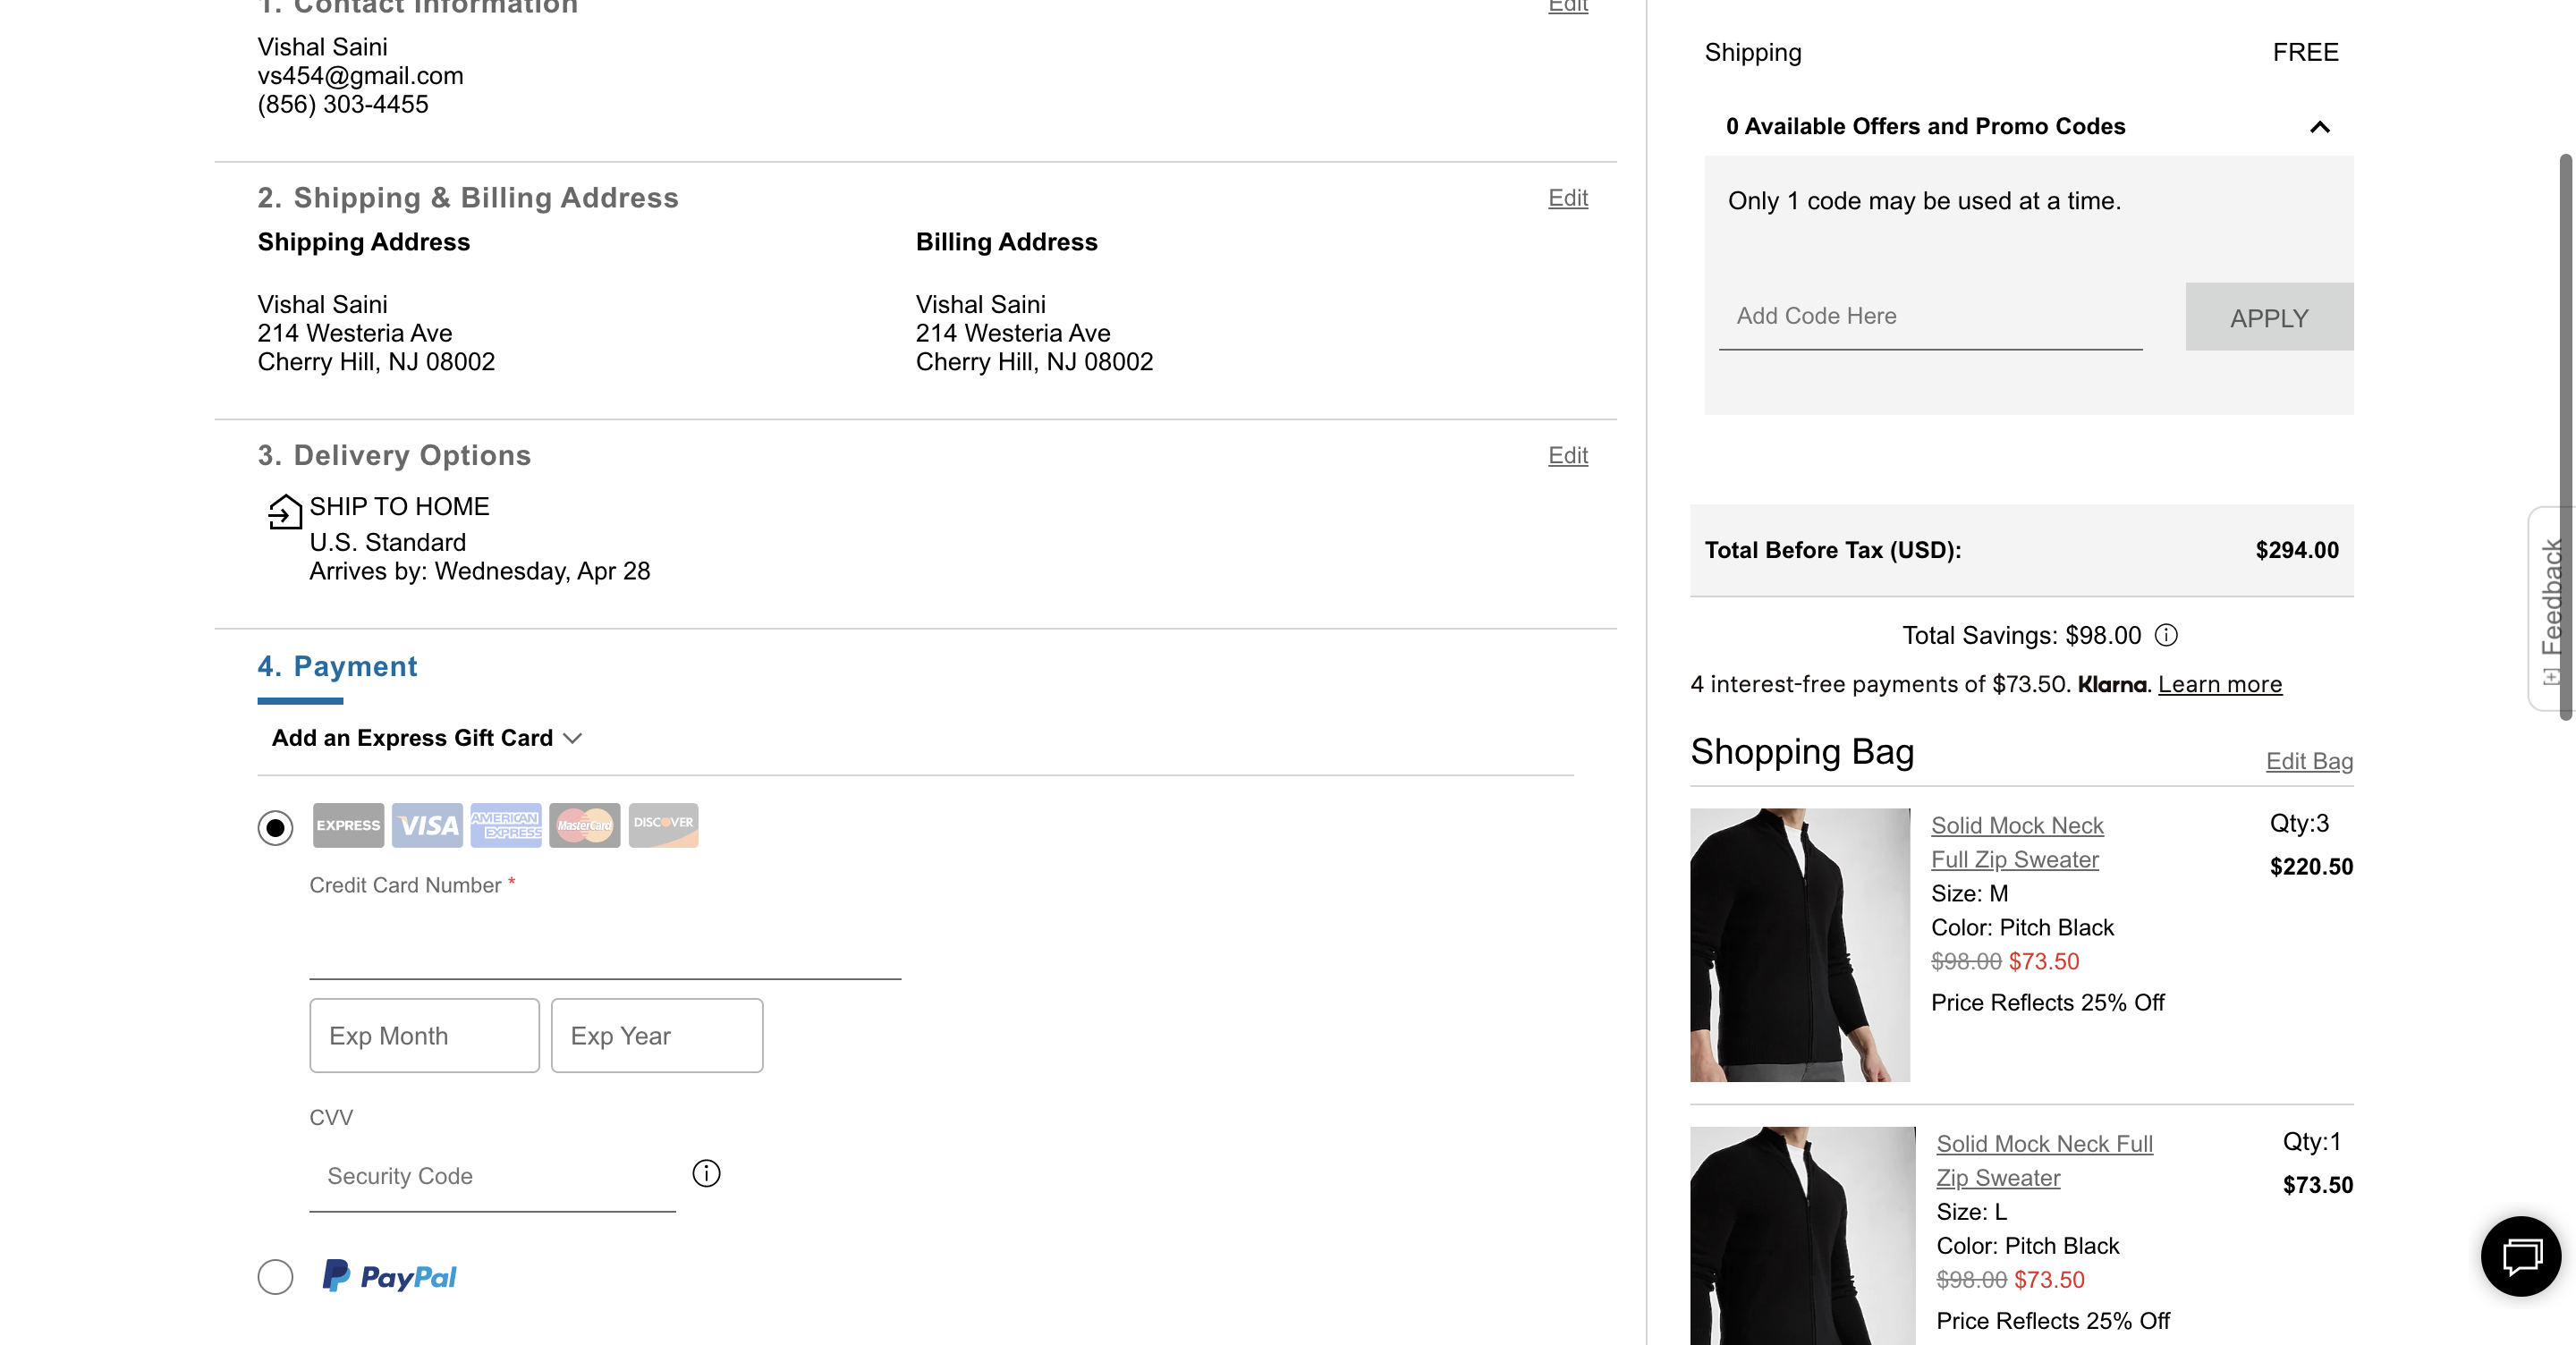 1. Contact Information
Edit
Vishal Saini
vs454@gmail.com
(856) 303-4455
2. Shipping & Billing Address
Edit
Shipping Address
Vishal Saini
214 Westeria Ave
Cherry Hill, NJ 08002
Billing Address
Vishal Saini
214 Westeria Ave
Cherry Hill, NJ 08002
3. Delivery Options
Edit
SHIP TO HOME
U.S. Standard
Arrives by: Wednesday, Apr 28
4. Payment
Add an Express Gift Card
EXPRESS VISA AMERICAN EXPRESS MasterCard DISCOVER
Credit Card Number *
Exp Month
Exp Year
CVV
Security Code
PayPal
Shipping FREE
0 Available Offers and Promo Codes
Only 1 code may be used at a time.
Add Code Here
APPLY
Total Before Tax (USD): $294.00
Total Savings: $98.00
4 interest-free payments of $73.50. Klarna. Learn more
Shopping Bag
Edit Bag
Solid Mock Neck
Full Zip Sweater
Size: M
Color: Pitch Black
$98.00 $73.50
Price Reflects 25% Off
Qty:3
$220.50
Solid Mock Neck Full
Zip Sweater
Size: L
Color: Pitch Black
$98.00 $73.50
Price Reflects 25% Off
Qty:1
$73.50
[+] Feedback